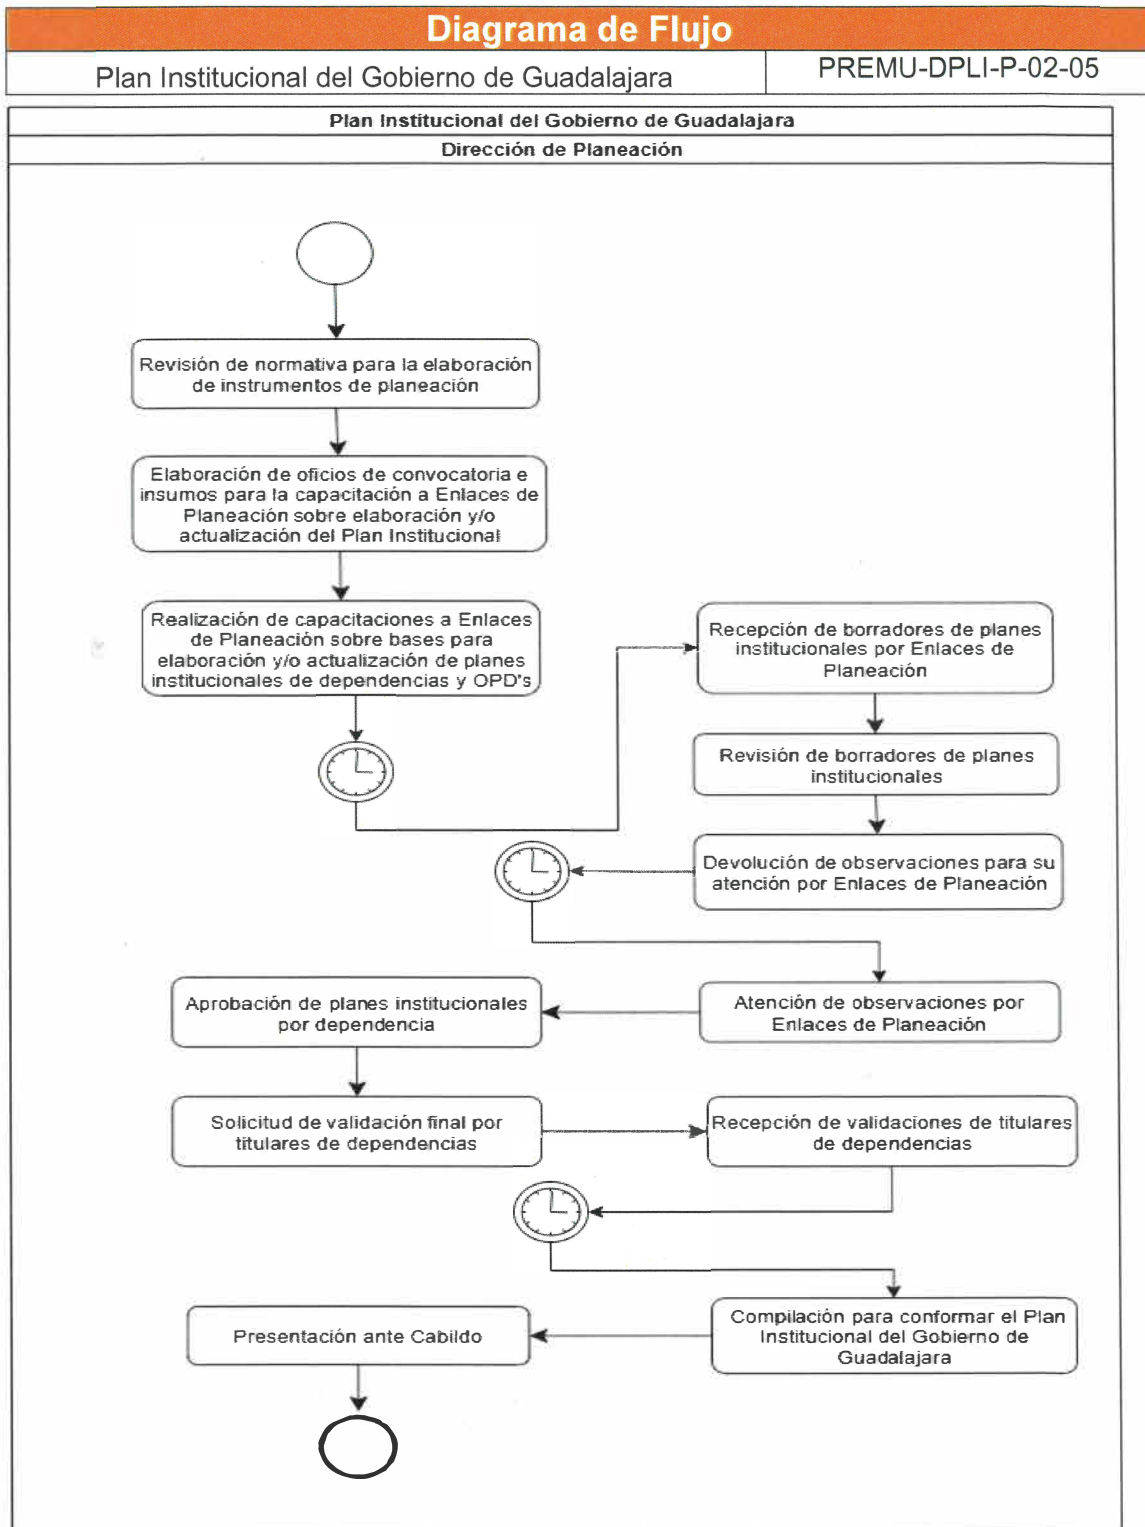 Diagrama de Flujo
Plan Institucional del Gobierno de Guadalajara
PREMU-DPLI-P-02-05
Plan Institucional del Gobierno de Guadalajara
Dirección de Planeación
Revisión de normativa para la elaboración
de instrumentos de planeación
Elaboración de oficios de convocatoria e
insumos para la capacitación a Enlaces de
Planeación sobre elaboración y/o
actualización del Plan Institucional
Realización de capacitaciones a Enlaces
de Planeación sobre bases para
elaboración y/o actualización de planes
institucionales de dependencias y OPD's
Recepción de borradores de planes
institucionales por Enlaces de
Planeación
Revisión de borradores de planes
institucionales
Devolución de observaciones para su
atención por Enlaces de Planeación
Atención de observaciones por
Enlaces de Planeación
Aprobación de planes institucionales
por dependencia
Solicitud de validación final por
titulares de dependencias
Recepción de validaciones de titulares
de dependencias
Compilación para conformar el Plan
Institucional del Gobierno de
Guadalajara
Presentación ante Cabildo